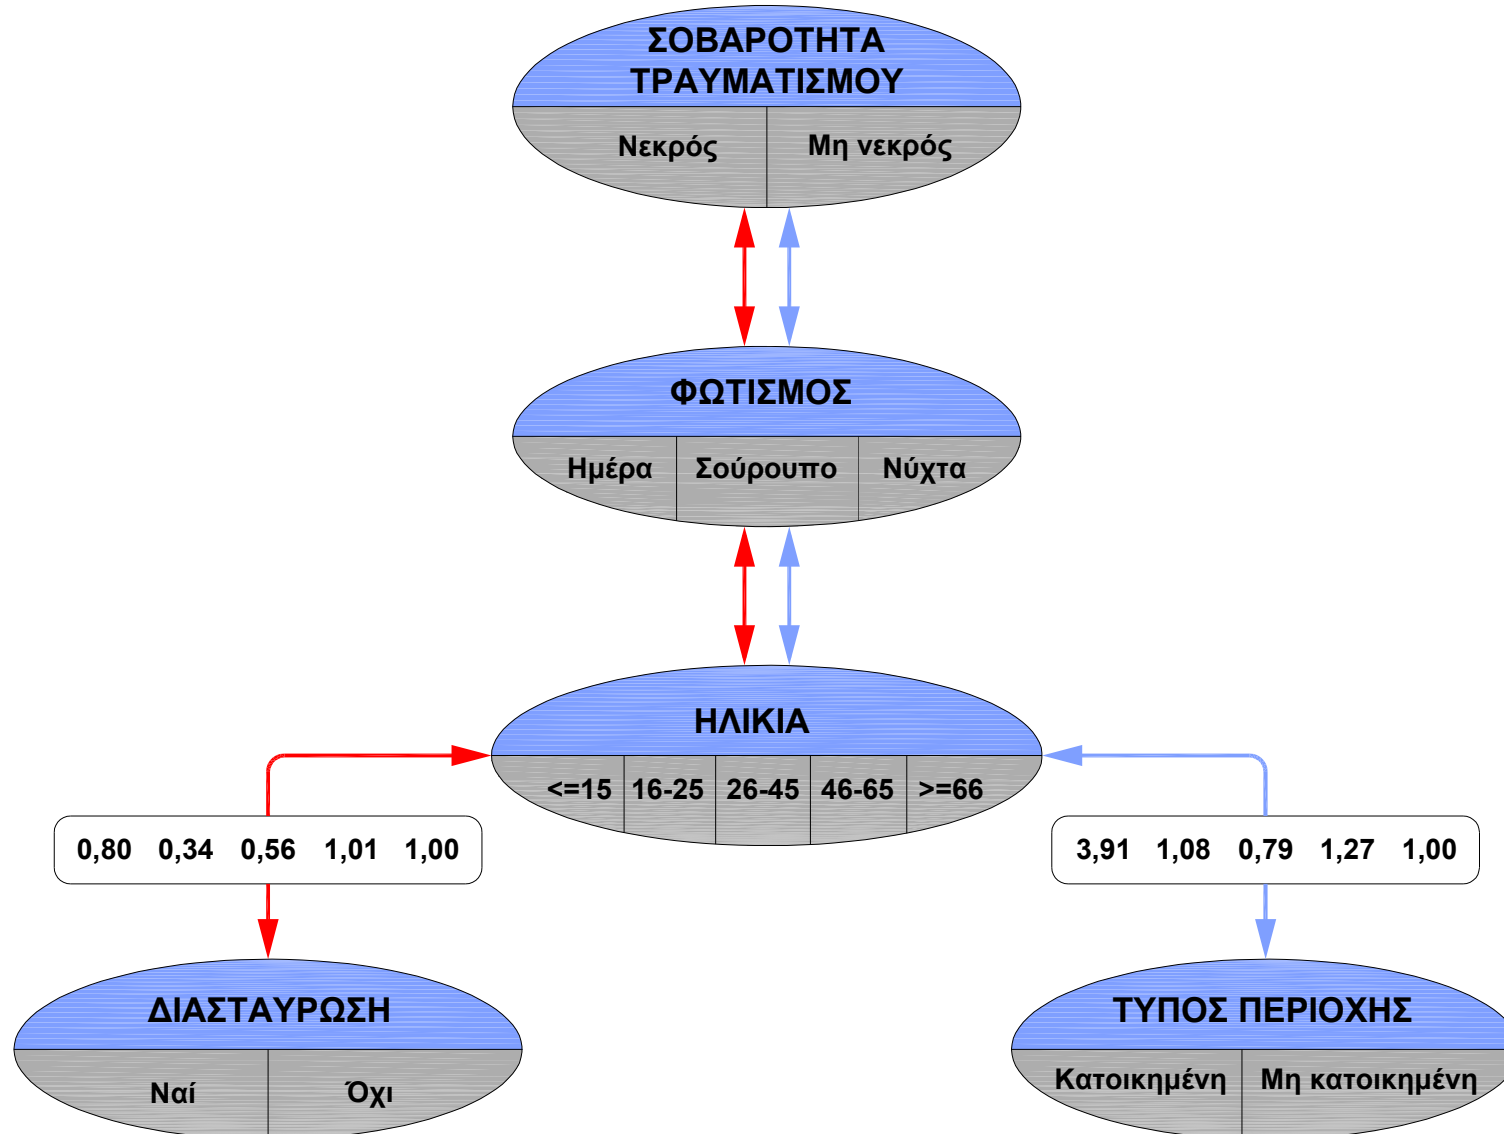 ΣΟΒΑΡΟΤΗΤΑ
ΤΡΑΥΜΑΤΙΣΜΟΥ
Νεκρός Μη νεκρός
ΦΩΤΙΣΜΟΣ
Ημέρα Σούρουπο Νύχτα
ΗΛΙΚΙΑ
<=15 16-25 26-45 46-65 >=66
0,80 0,34 0,56 1,01 1,00
3,91 1,08 0,79 1,27 1,00
ΔΙΑΣΤΑΥΡΩΣΗ
Ναί Όχι
ΤΥΠΟΣ ΠΕΡΙΟΧΗΣ
Κατοικημένη Μη κατοικημένη